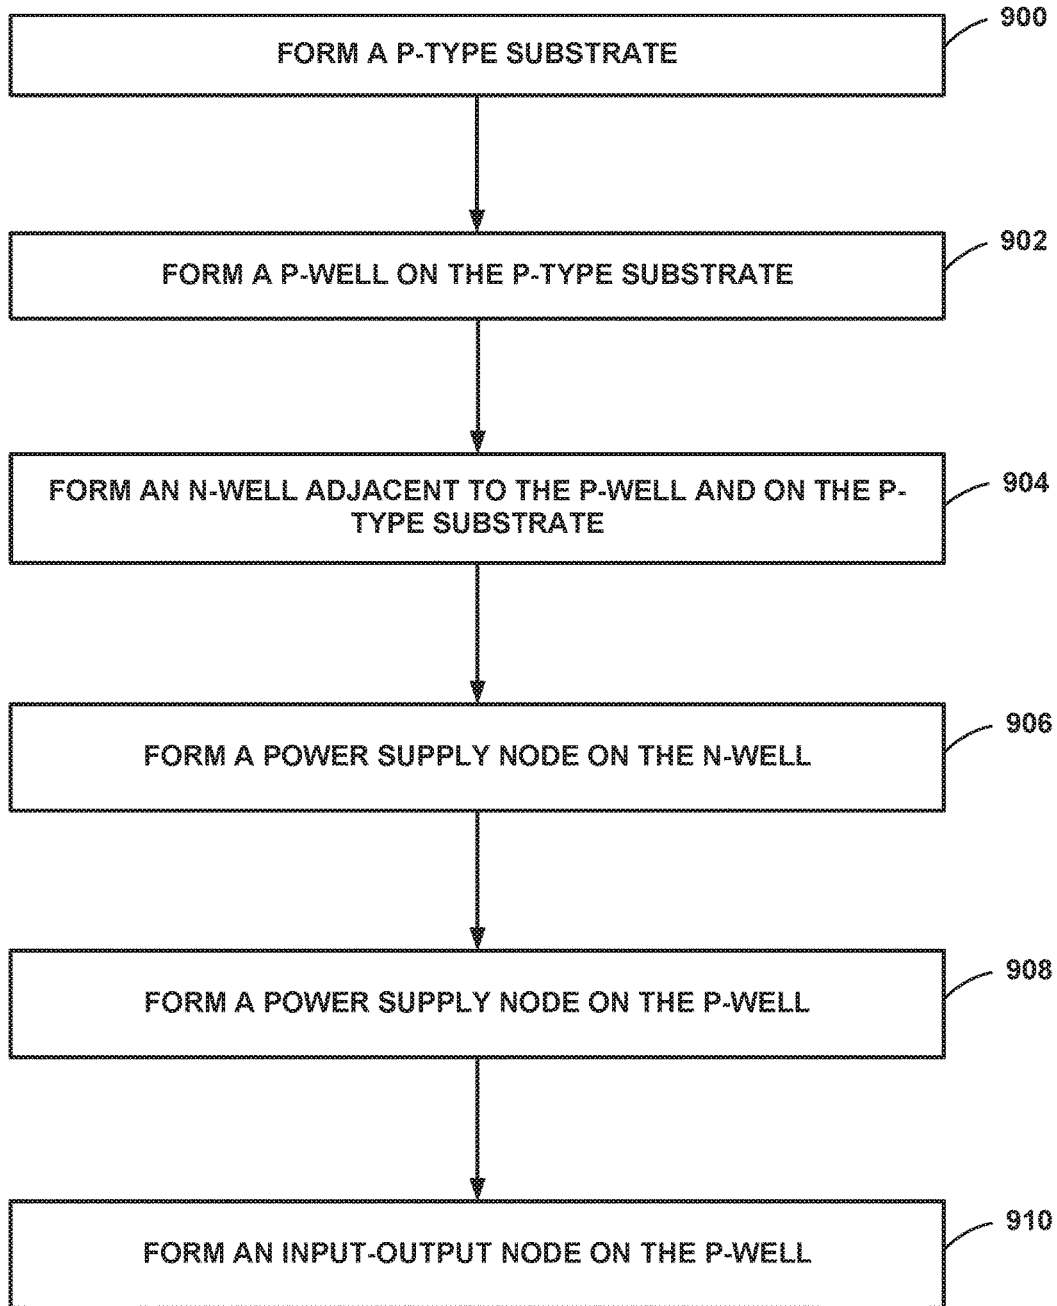 900
FORM A P-TYPE SUBSTRATE
902
FORM A P-WELL ON THE P-TYPE SUBSTRATE
904
FORM AN N-WELL ADJACENT TO THE P-WELL AND ON THE P-
TYPE SUBSTRATE
906
FORM A POWER SUPPLY NODE ON THE N-WELL
908
FORM A POWER SUPPLY NODE ON THE P-WELL
910
FORM AN INPUT-OUTPUT NODE ON THE P-WELL